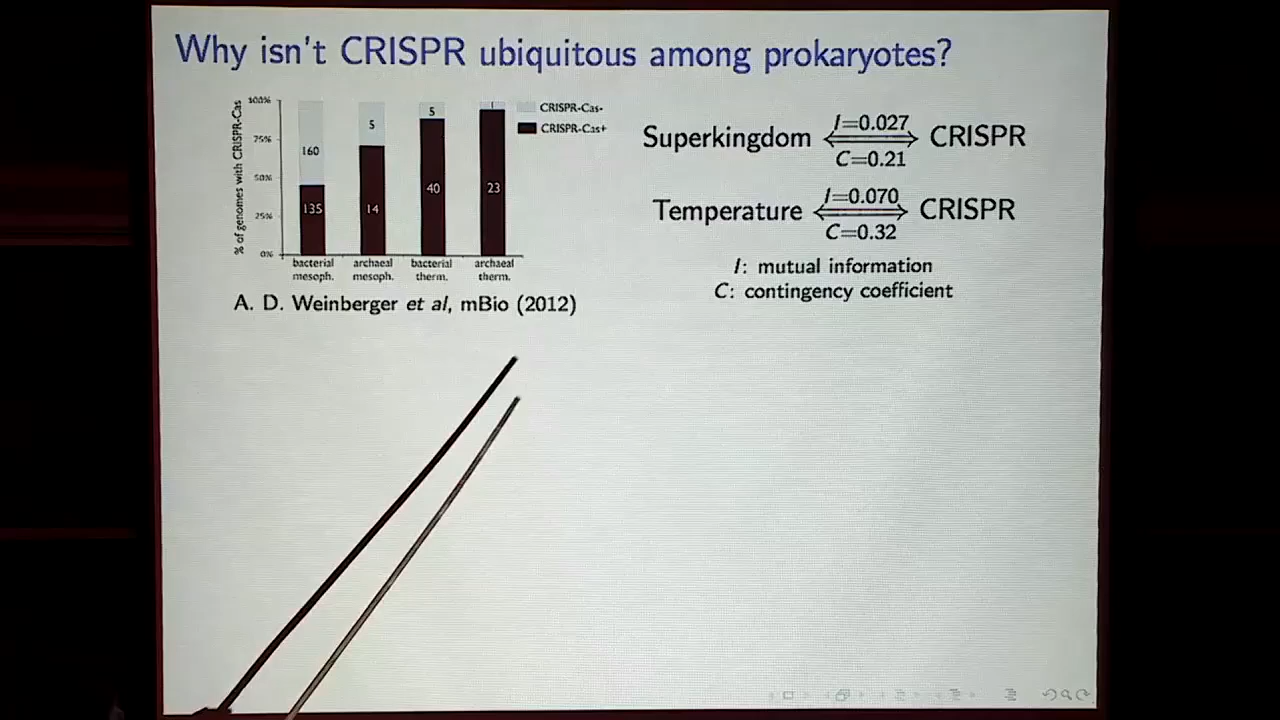 Why isn't CRISPR ubiquitous among prokaryotes?
% of genomes with CRISPR-Cas
100%
75%
50%
25%
0%
160
135
5
14
5
40
1
23
bacterial mesoph.
archaeal mesoph.
bacterial therm.
archaeal therm.
CRISPR-Cas-
CRISPR-Cas+
A. D. Weinberger et al, mBio (2012)
I=0.027
Superkingdom ⟺ CRISPR
C=0.21
I=0.070
Temperature ⟺ CRISPR
C=0.32
I: mutual information
C: contingency coefficient